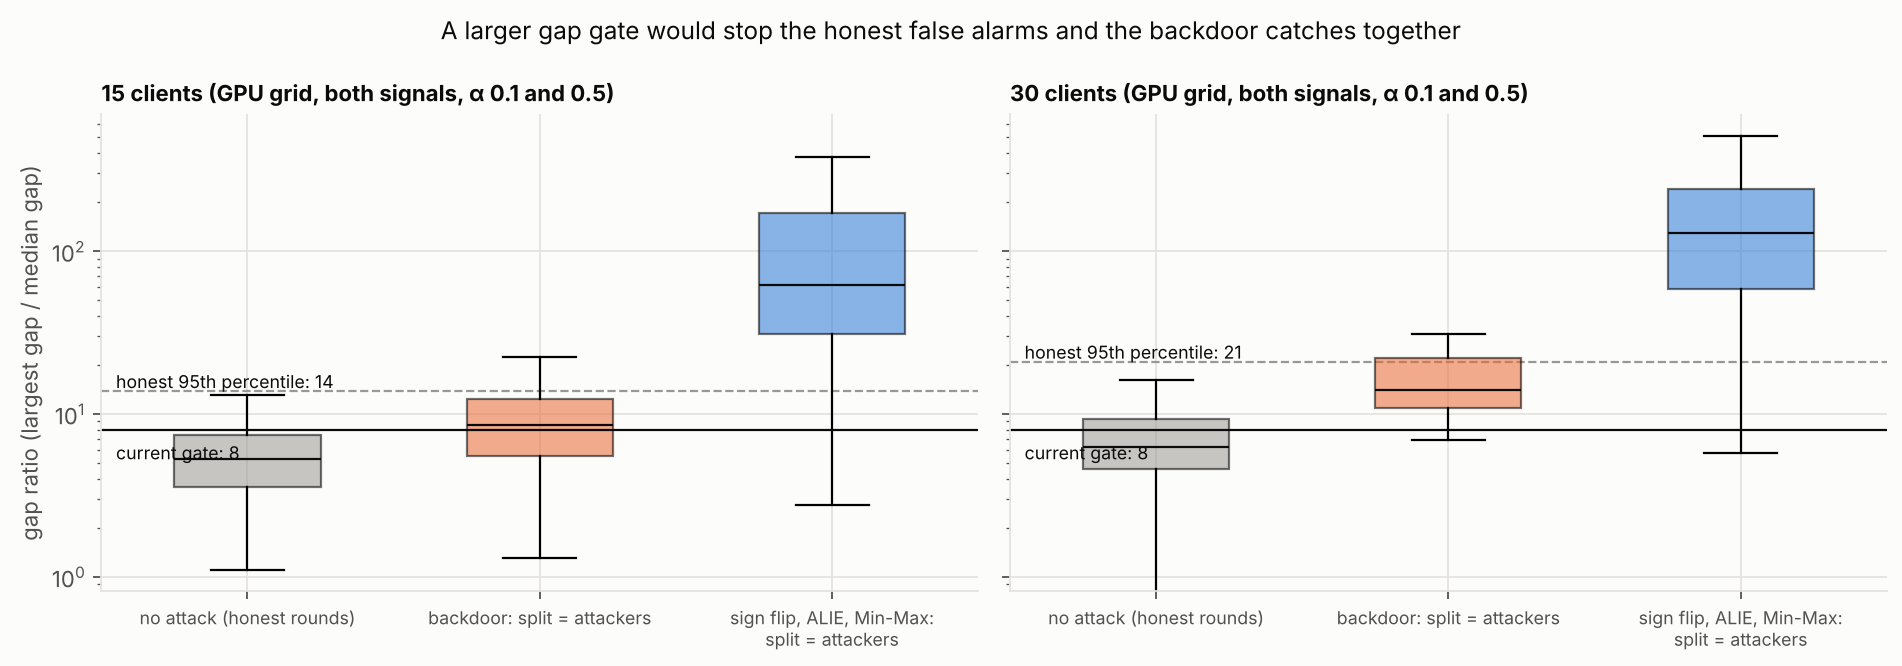 A larger gap gate would stop the honest false alarms and the backdoor catches together
15 clients (GPU grid, both signals, α 0.1 and 0.5)
gap ratio (largest gap / median gap)
10²
10¹
10⁰
honest 95th percentile: 14
current gate: 8
no attack (honest rounds)
backdoor: split = attackers
sign flip, ALIE, Min-Max:
split = attackers
30 clients (GPU grid, both signals, α 0.1 and 0.5)
honest 95th percentile: 21
current gate: 8
no attack (honest rounds)
backdoor: split = attackers
sign flip, ALIE, Min-Max:
split = attackers